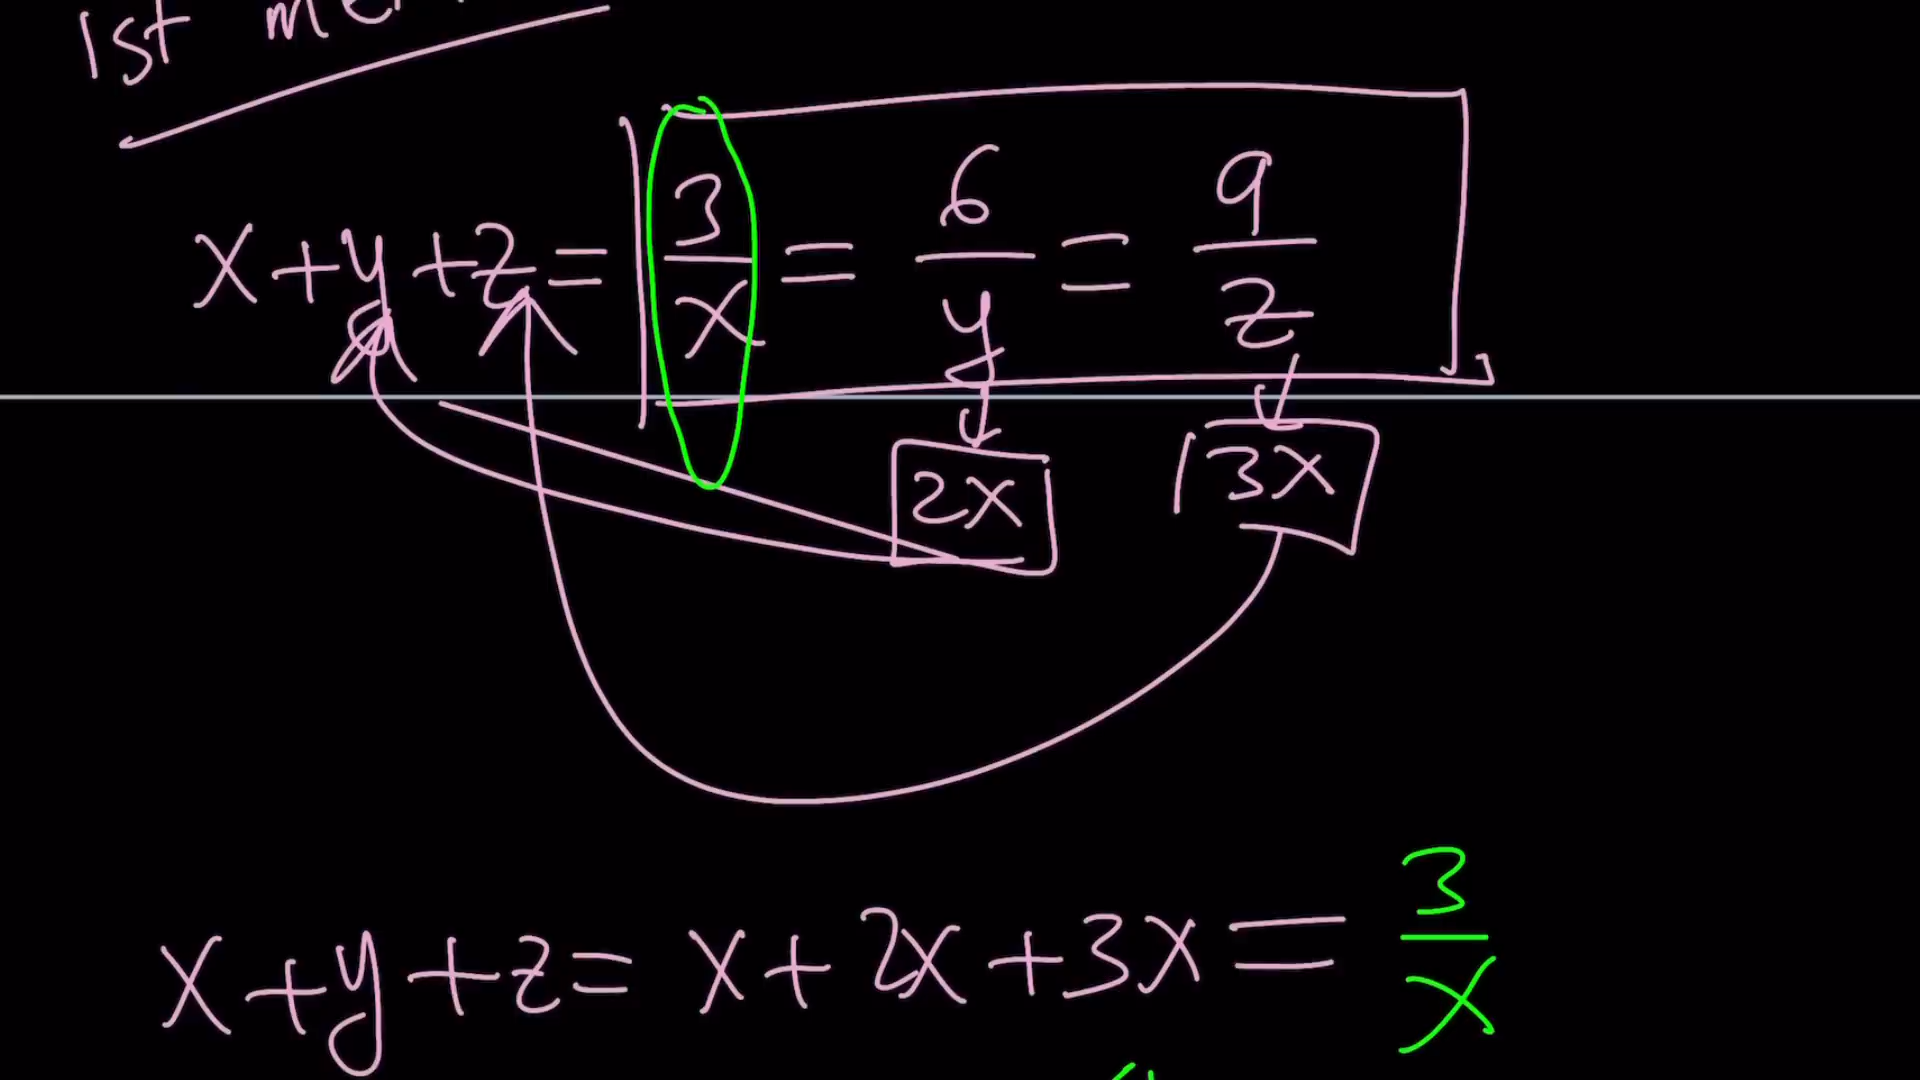 1st
x+y+z = 3/x = 6/y = 9/z
2x 3x
x+y+z = x+2x+3x = 3/x